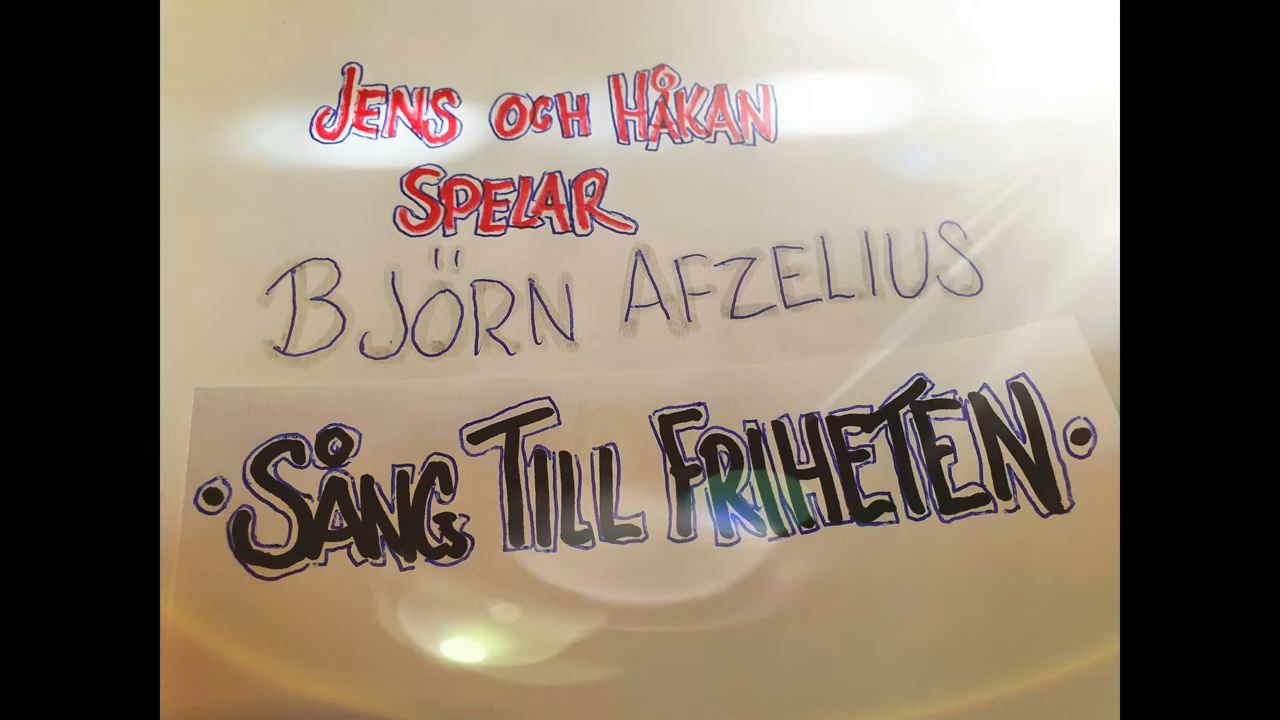 JENS OCH HÅKAN
SPELAR
BJÖRN AFZELIUS
• SÅNG TILL FRIHETEN •